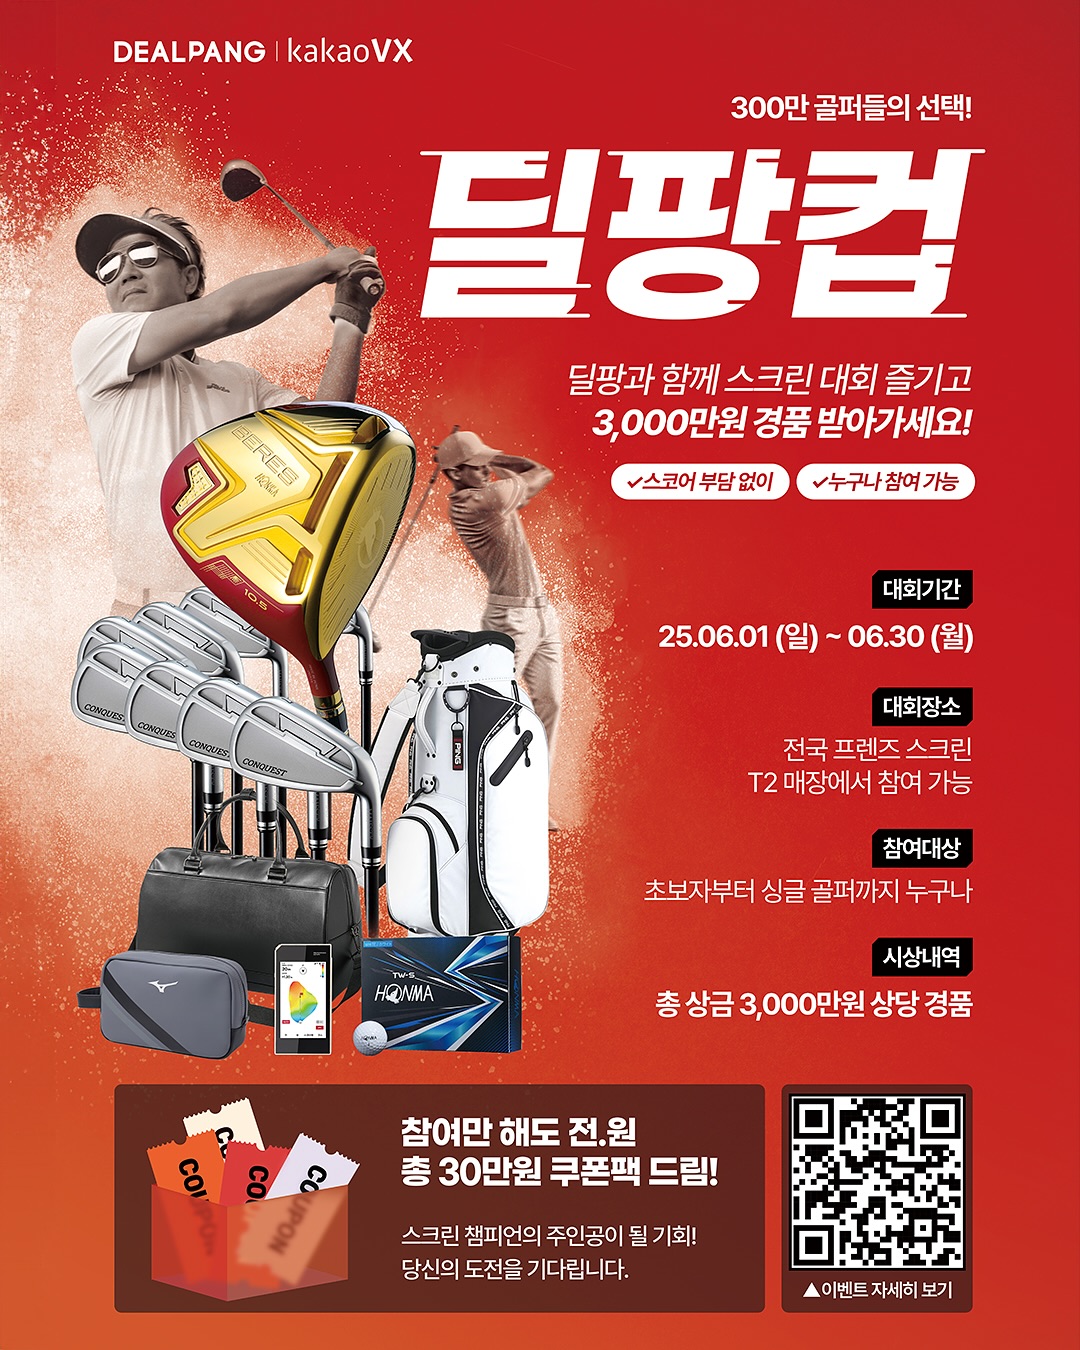 DEALPANG | kakaoVX
300만 골퍼들의 선택!
딜팡컵
딜팡과 함께 스크린 대회 즐기고
3,000만원 경품 받아가세요!
✓스코어 부담 없이 ✓누구나 참여 가능
대회기간
25.06.01 (일) ~ 06.30 (월)
대회장소
전국 프렌즈 스크린
T2 매장에서 참여 가능
참여대상
초보자부터 싱글 골퍼까지 누구나
시상내역
총 상금 3,000만원 상당 경품
BERES
HONMA
10.5
CONQUEST
CONQUEST
CONQUEST
CONQUEST
PING
TW-S
HONMA
HONMA
COUPON
CO
COU
COUPON
참여만 해도 전.원
총 30만원 쿠폰팩 드림!
스크린 챔피언의 주인공이 될 기회!
당신의 도전을 기다립니다.
▲이벤트 자세히 보기